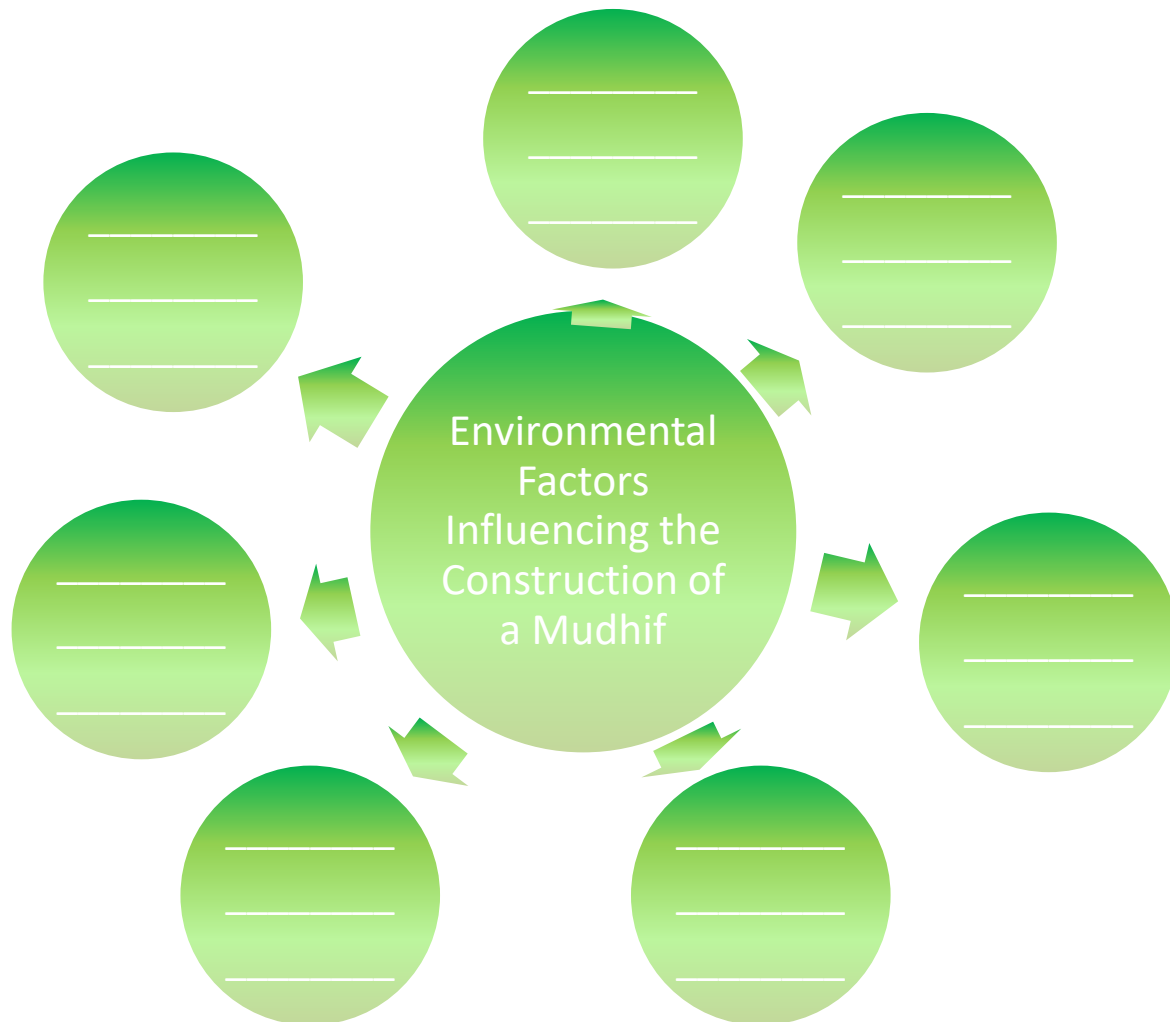 Environmental
Factors
Influencing the
Construction of
a Mudhif